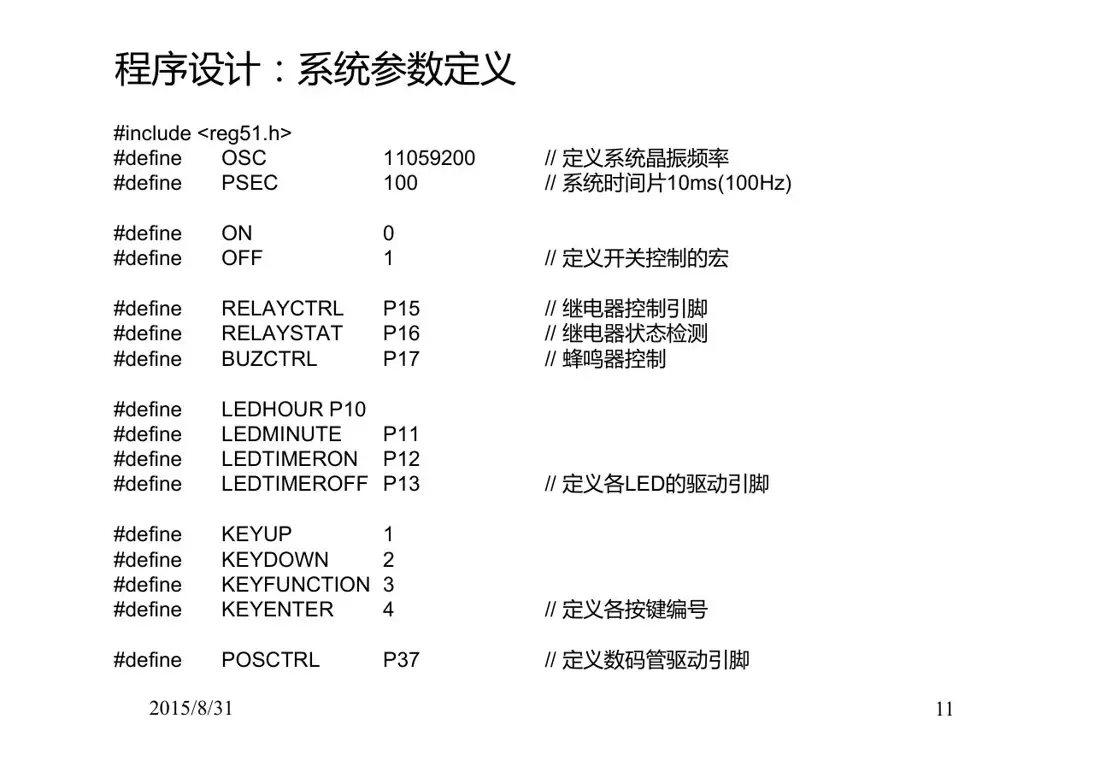 程序设计：系统参数定义
#include <reg51.h>
#define OSC 11059200 // 定义系统晶振频率
#define PSEC 100 // 系统时间片10ms(100Hz)
#define ON 0
#define OFF 1 // 定义开关控制的宏
#define RELAYCTRL P15 // 继电器控制引脚
#define RELAYSTAT P16 // 继电器状态检测
#define BUZCTRL P17 // 蜂鸣器控制
#define LEDHOUR P10
#define LEDMINUTE P11
#define LEDTIMERON P12
#define LEDTIMEROFF P13 // 定义各LED的驱动引脚
#define KEYUP 1
#define KEYDOWN 2
#define KEYFUNCTION 3
#define KEYENTER 4 // 定义各按键编号
#define POSCTRL P37 // 定义数码管驱动引脚
2015/8/31 11